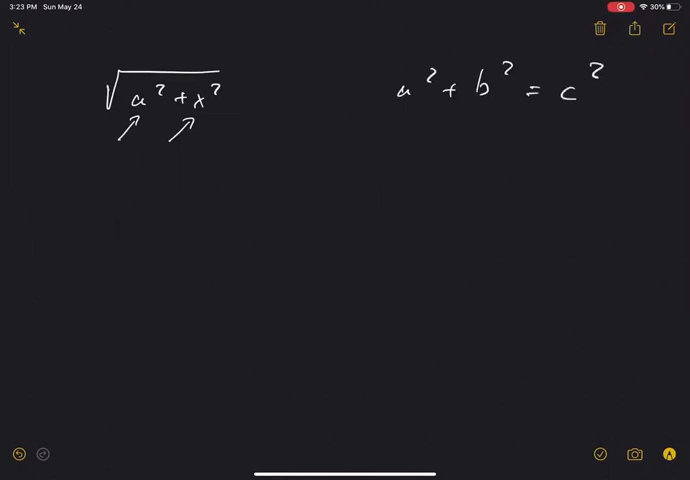 3:23 PM Sun May 24
30%
√(a² + x²)
a² + b² = c²